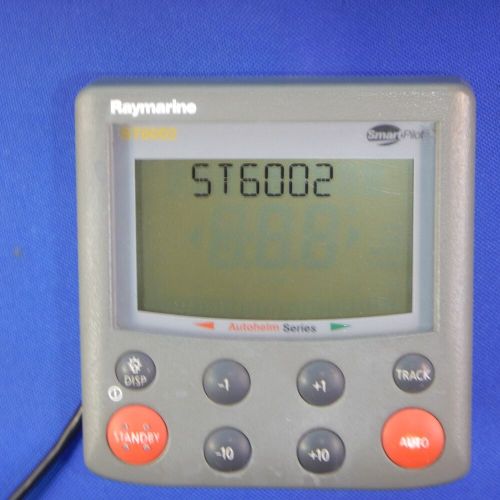 Raymarine
ST6002
SmartPilot
ST6002
Autohelm Series
DISP
-1
+1
TRACK
STANDBY
-10
+10
AUTO